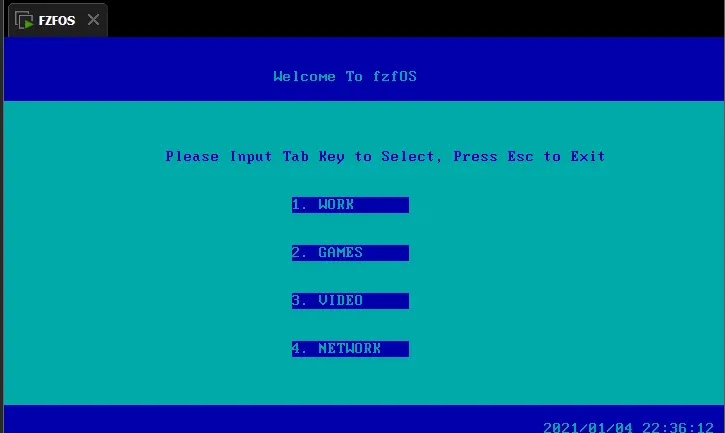 FZFOS
Welcome To fzfOS
Please Input Tab Key to Select, Press Esc to Exit
1. WORK
2. GAMES
3. VIDEO
4. NETWORK
2021/01/04 22:36:12